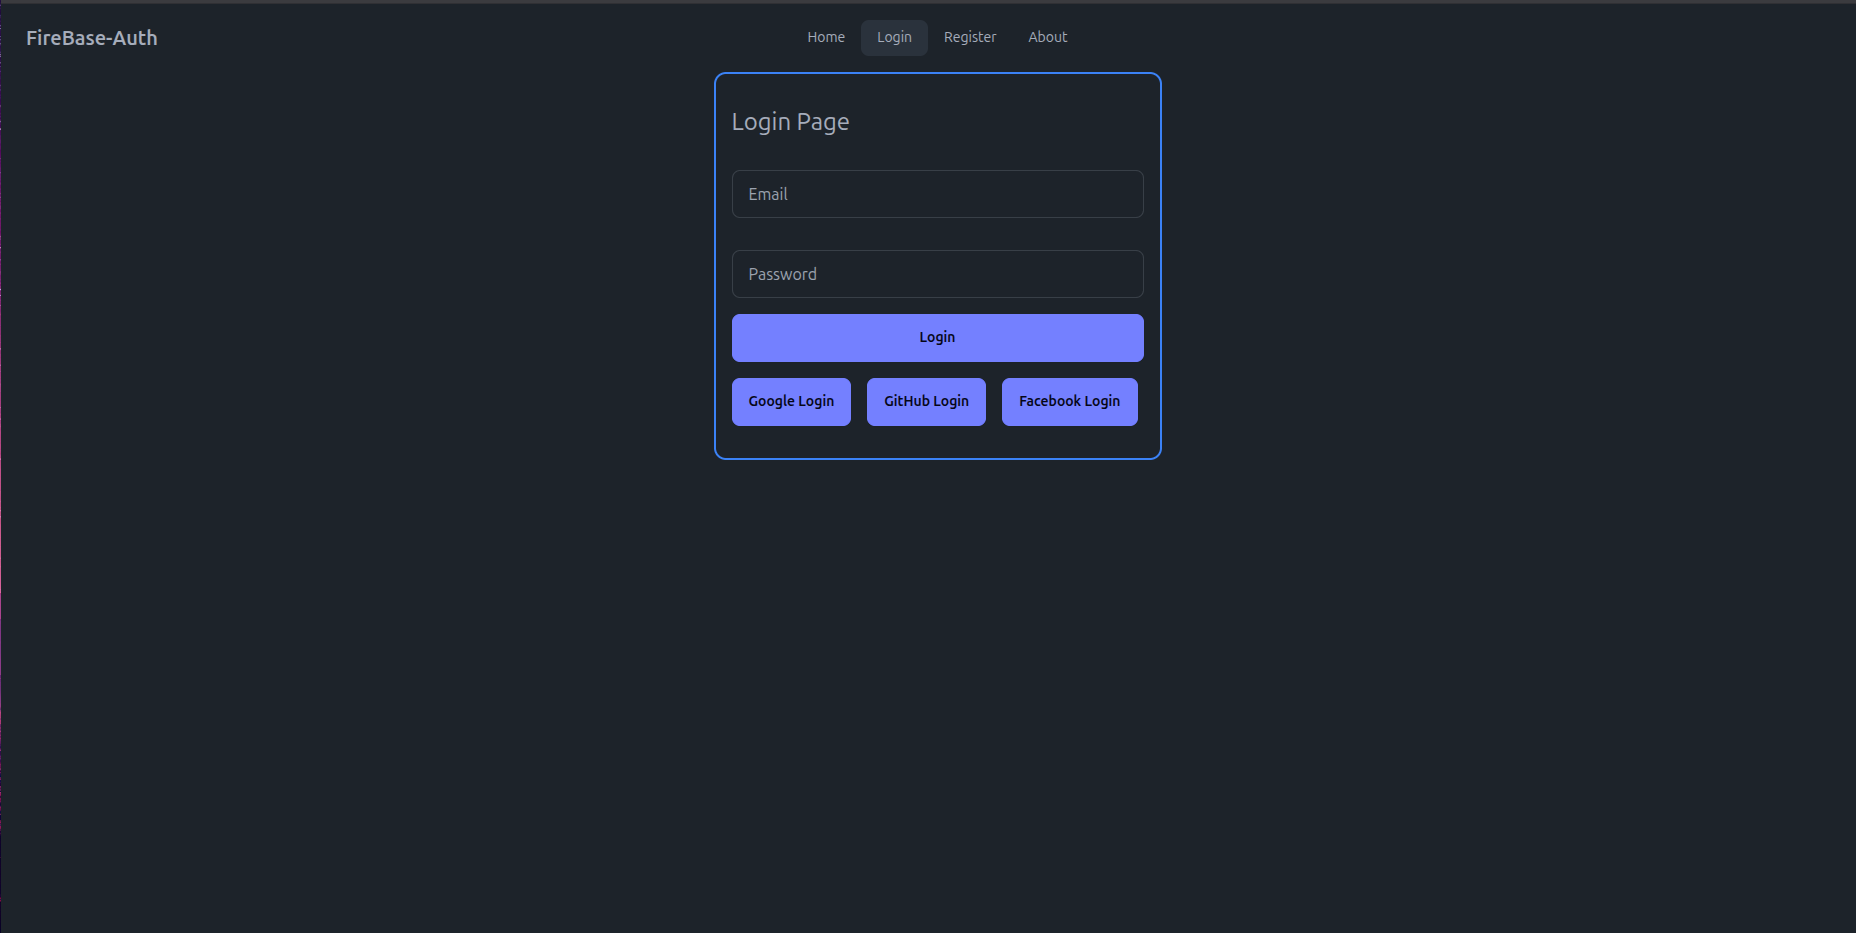 FireBase-Auth
Home Login Register About
Login Page
Email
Password
Login
Google Login GitHub Login Facebook Login